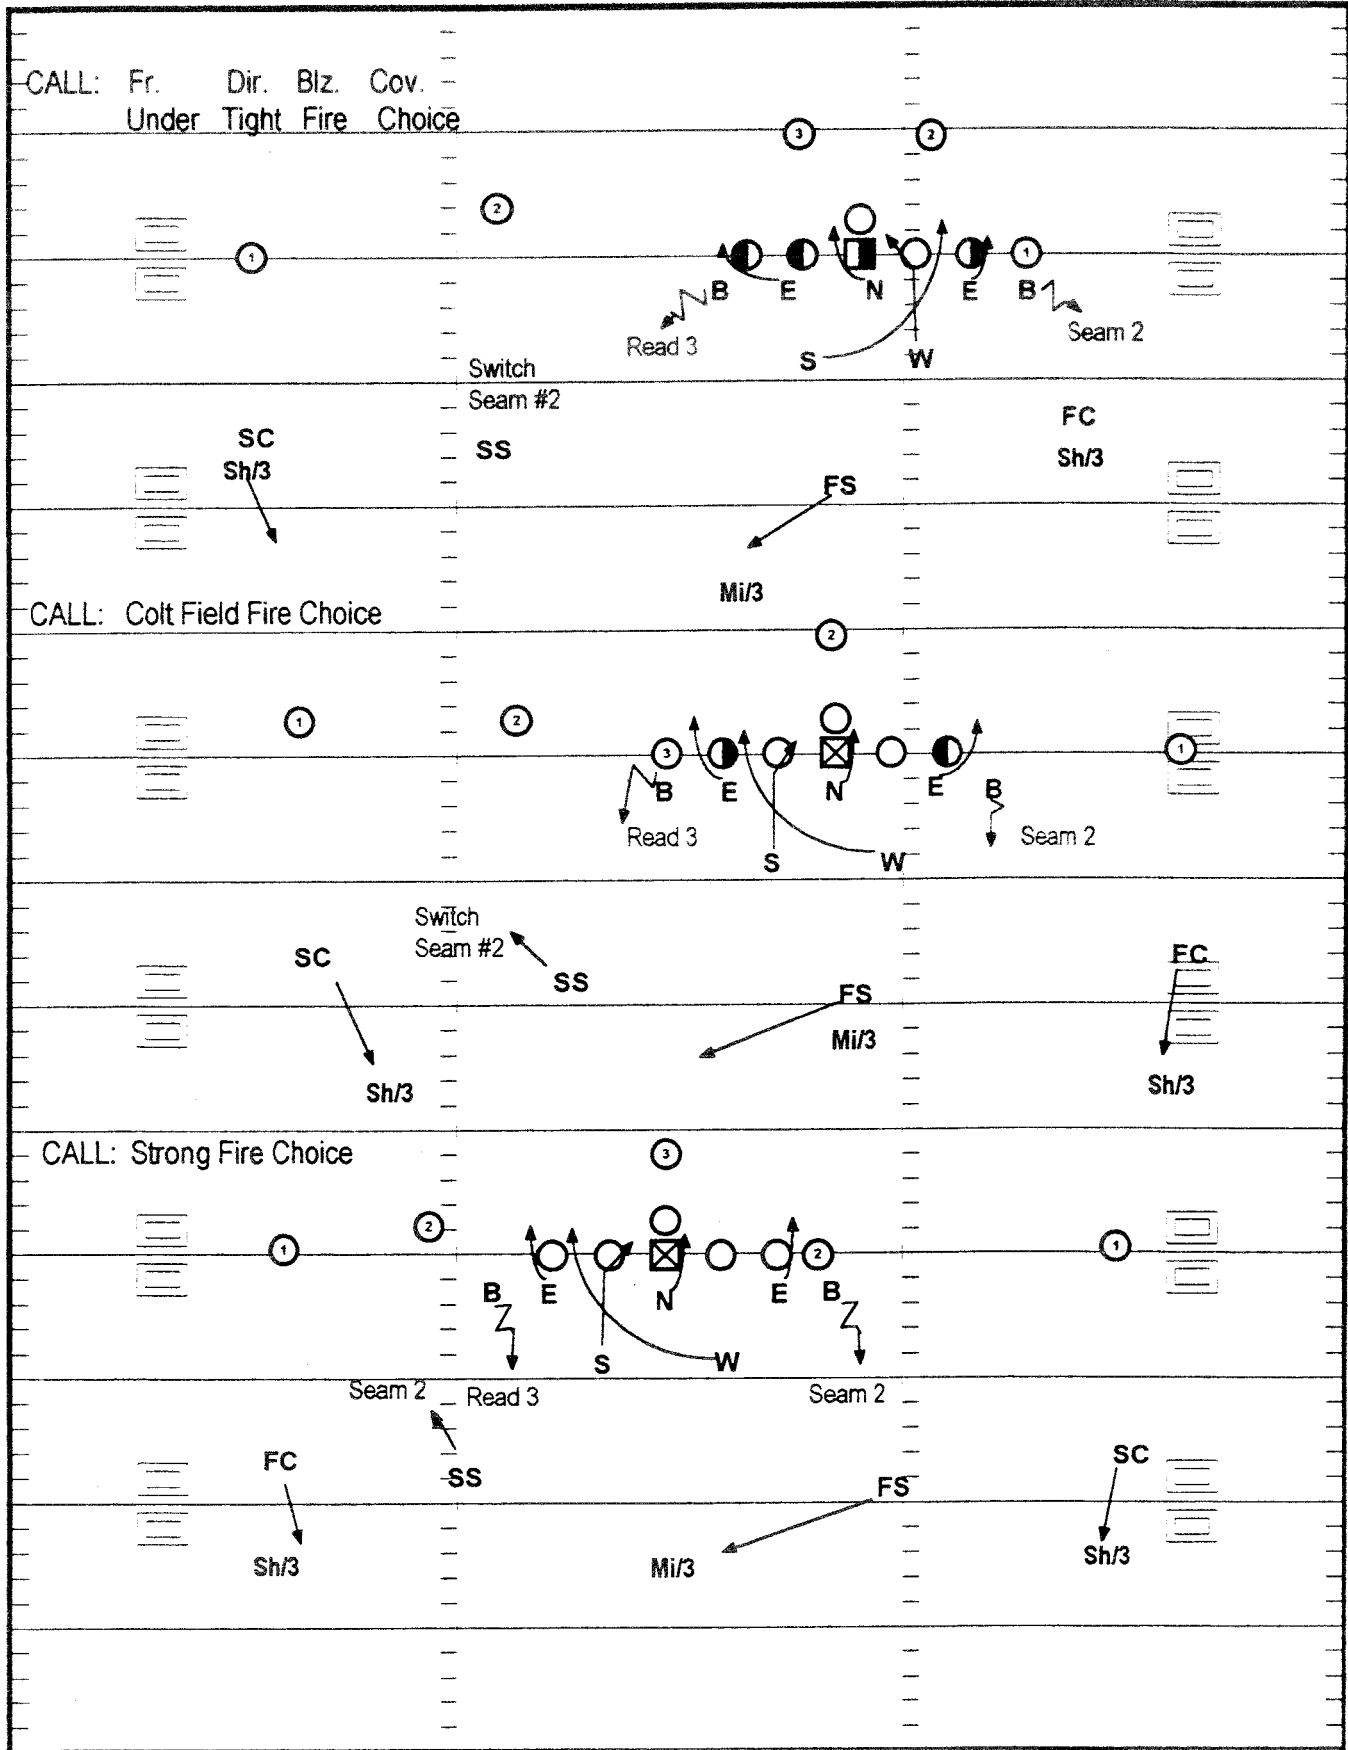 CALL: Fr. Dir. Blz. Cov.
Under Tight Fire Choice
3 2
2
1 1
B E N E B
Read 3 Seam 2
S W
Switch
Seam #2
FC
SC SS Sh/3
Sh/3
FS
Mi/3
CALL: Colt Field Fire Choice
2
1 2
3 1
B E N E B
Read 3 Seam 2
S W
Switch
Seam #2
SC FC
SS
FS
Mi/3
Sh/3 Sh/3
CALL: Strong Fire Choice
3
2
1 2 1
B E N E B
S W
Seam 2 Read 3 Seam 2
FC SC
SS
FS
Sh/3 Mi/3 Sh/3